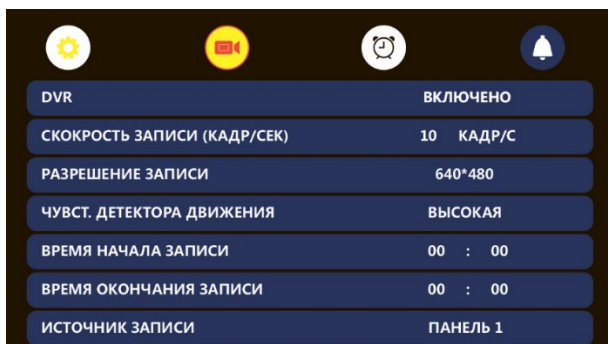 DVR ВКЛЮЧЕНО
СКОКРОСТЬ ЗАПИСИ (КАДР/СЕК) 10 КАДР/С
РАЗРЕШЕНИЕ ЗАПИСИ 640*480
ЧУВСТ. ДЕТЕКТОРА ДВИЖЕНИЯ ВЫСОКАЯ
ВРЕМЯ НАЧАЛА ЗАПИСИ 00 : 00
ВРЕМЯ ОКОНЧАНИЯ ЗАПИСИ 00 : 00
ИСТОЧНИК ЗАПИСИ ПАНЕЛЬ 1